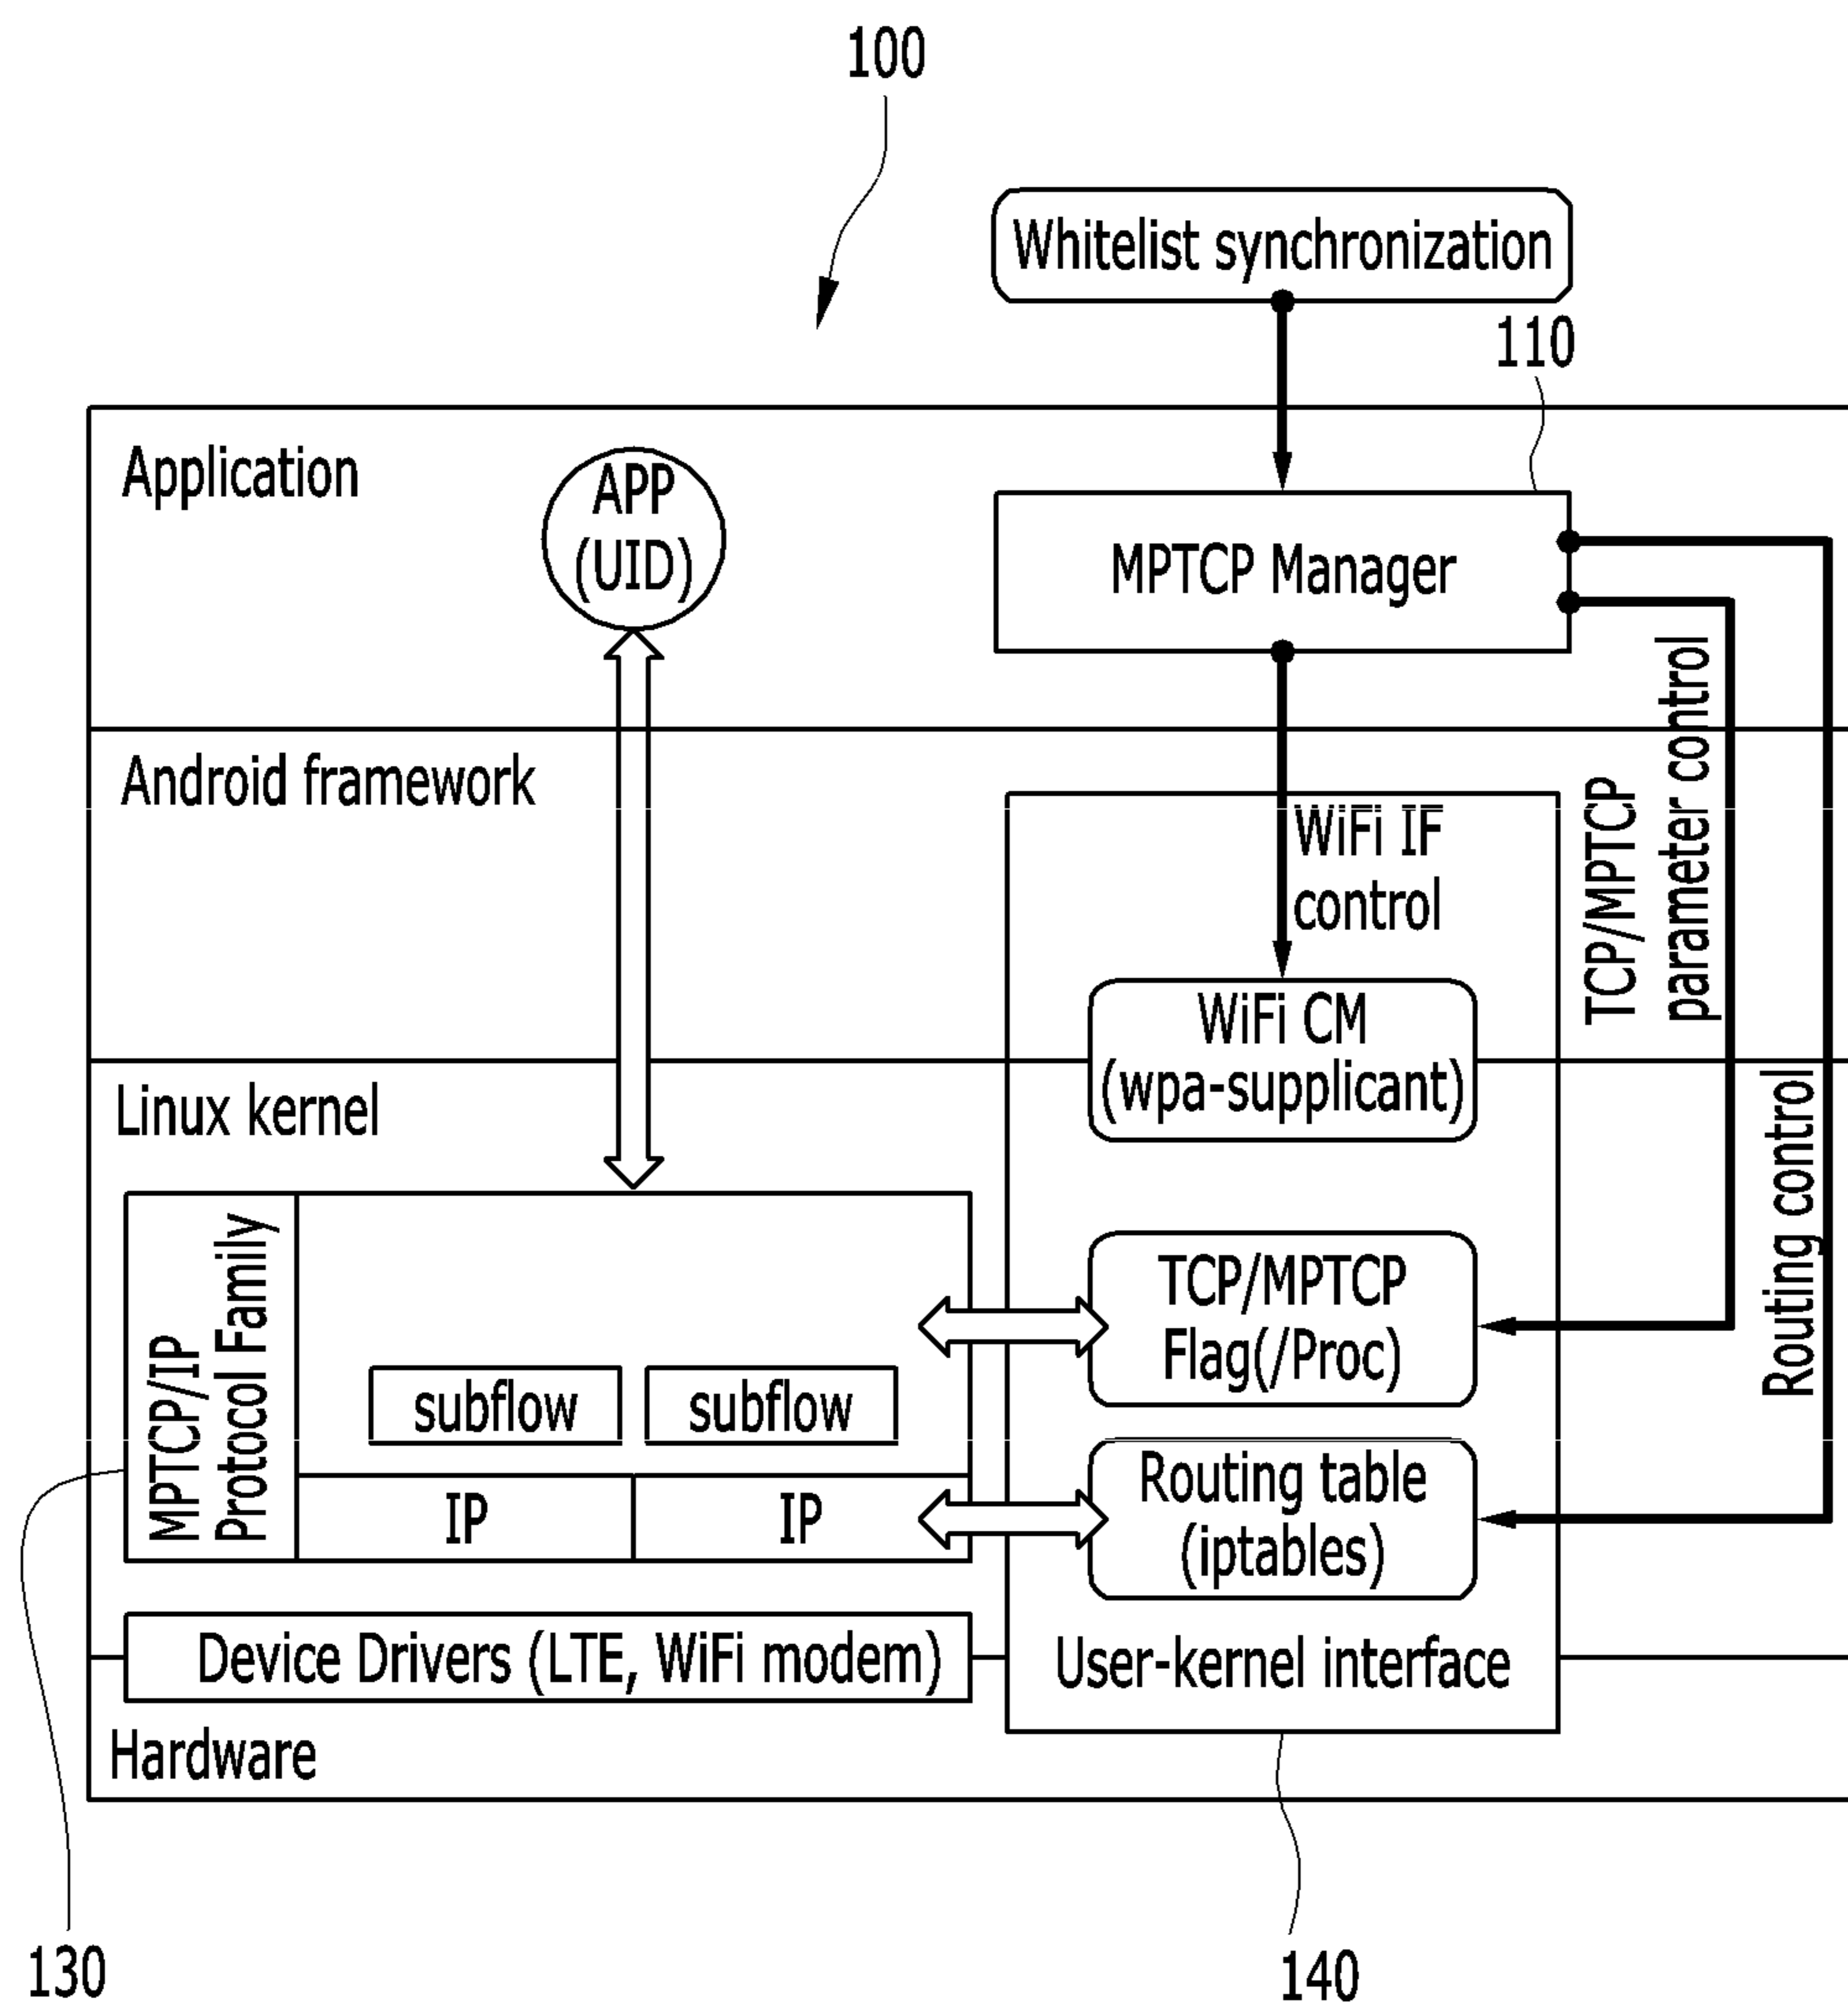 100
Whitelist synchronization
110
Application
APP
(UID)
MPTCP Manager
Android framework
WiFi IF
control
TCP/MPTCP
parameter control
Routing control
WiFi CM
(wpa-supplicant)
Linux kernel
MPTCP/IP
Protocol Family
TCP/MPTCP
Flag(/Proc)
subflow
subflow
IP
IP
Routing table
(iptables)
Device Drivers (LTE, WiFi modem)
User-kernel interface
Hardware
130
140